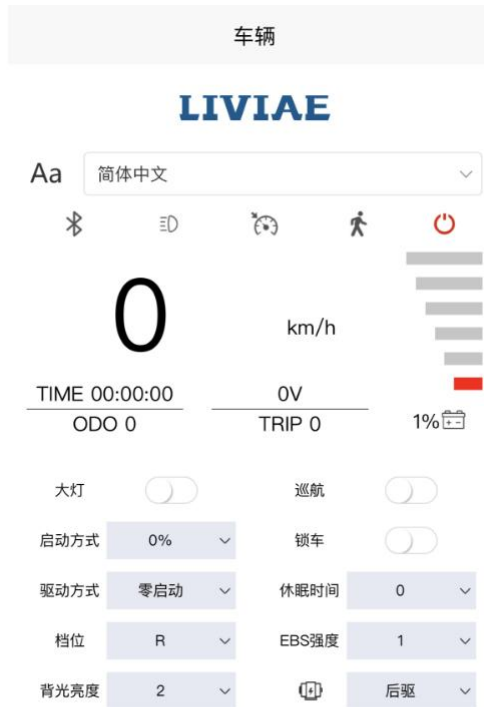 车辆
LIVIAE
Aa 简体中文
0 km/h
TIME 00:00:00 0V
ODO 0 TRIP 0 1%
大灯 巡航
启动方式 0% 锁车
驱动方式 零启动 休眠时间 0
档位 R EBS强度 1
背光亮度 2 后驱